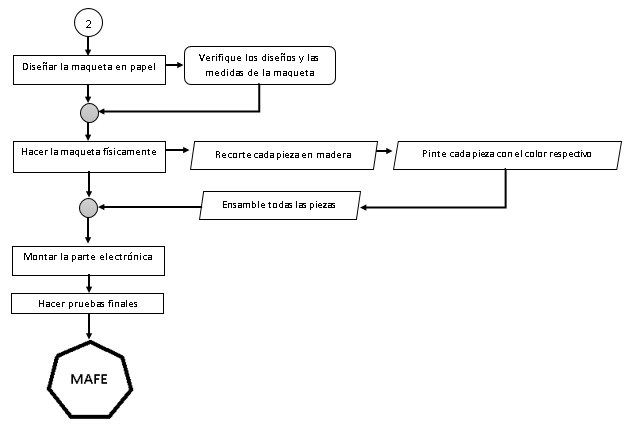 2
Diseñar la maqueta en papel
Verifique los diseños y las
medidas de la maqueta
Hacer la maqueta físicamente
Recorte cada pieza en madera
Pinte cada pieza con el color respectivo
Ensamble todas las piezas
Montar la parte electrónica
Hacer pruebas finales
MAFE